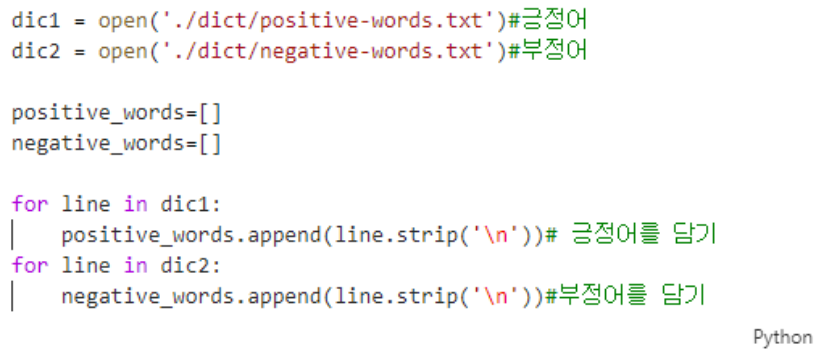 dic1 = open('./dict/positive-words.txt')#긍정어
dic2 = open('./dict/negative-words.txt')#부정어
positive_words=[]
negative_words=[]
for line in dic1:
    positive_words.append(line.strip('\n'))# 긍정어를 담기
for line in dic2:
    negative_words.append(line.strip('\n'))#부정어를 담기
Python